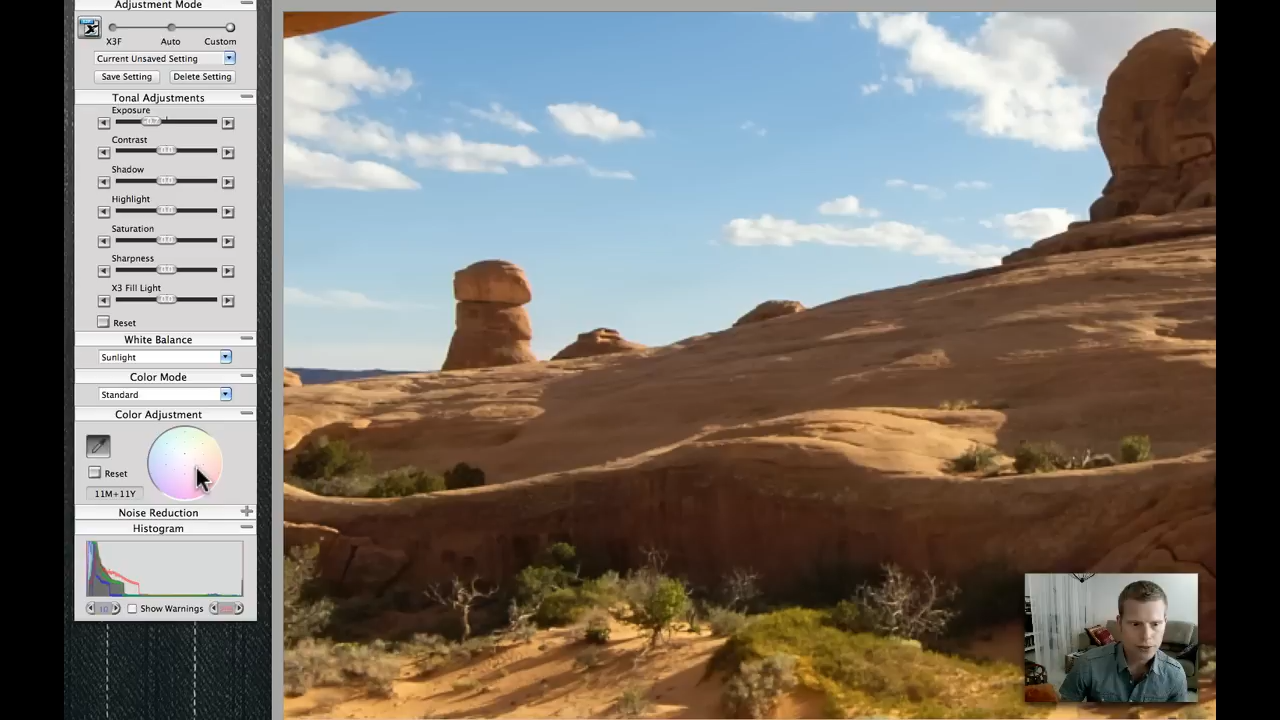 Adjustment Mode
X3F Auto Custom
Current Unsaved Setting
Save Setting Delete Setting
Tonal Adjustments
Exposure
Contrast
Shadow
Highlight
Saturation
Sharpness
X3 Fill Light
Reset
White Balance
Sunlight
Color Mode
Standard
Color Adjustment
Reset
11M+11Y
Noise Reduction
Histogram
10 Show Warnings